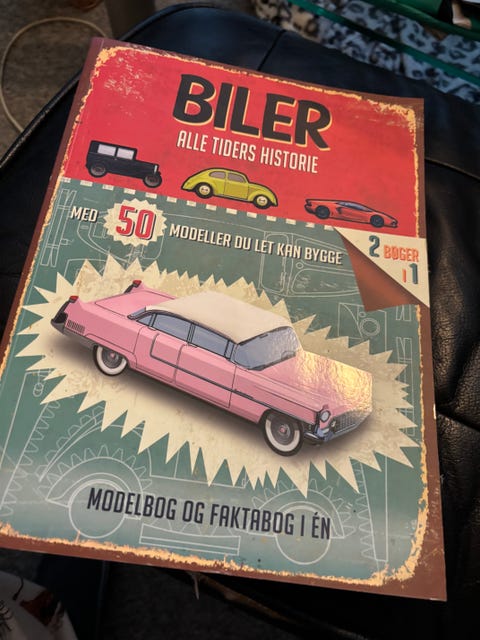 BILER
ALLE TIDERS HISTORIE
MED 50 MODELLER DU LET KAN BYGGE
2 BØGER
I 1
MODELBOG OG FAKTABOG I ÉN